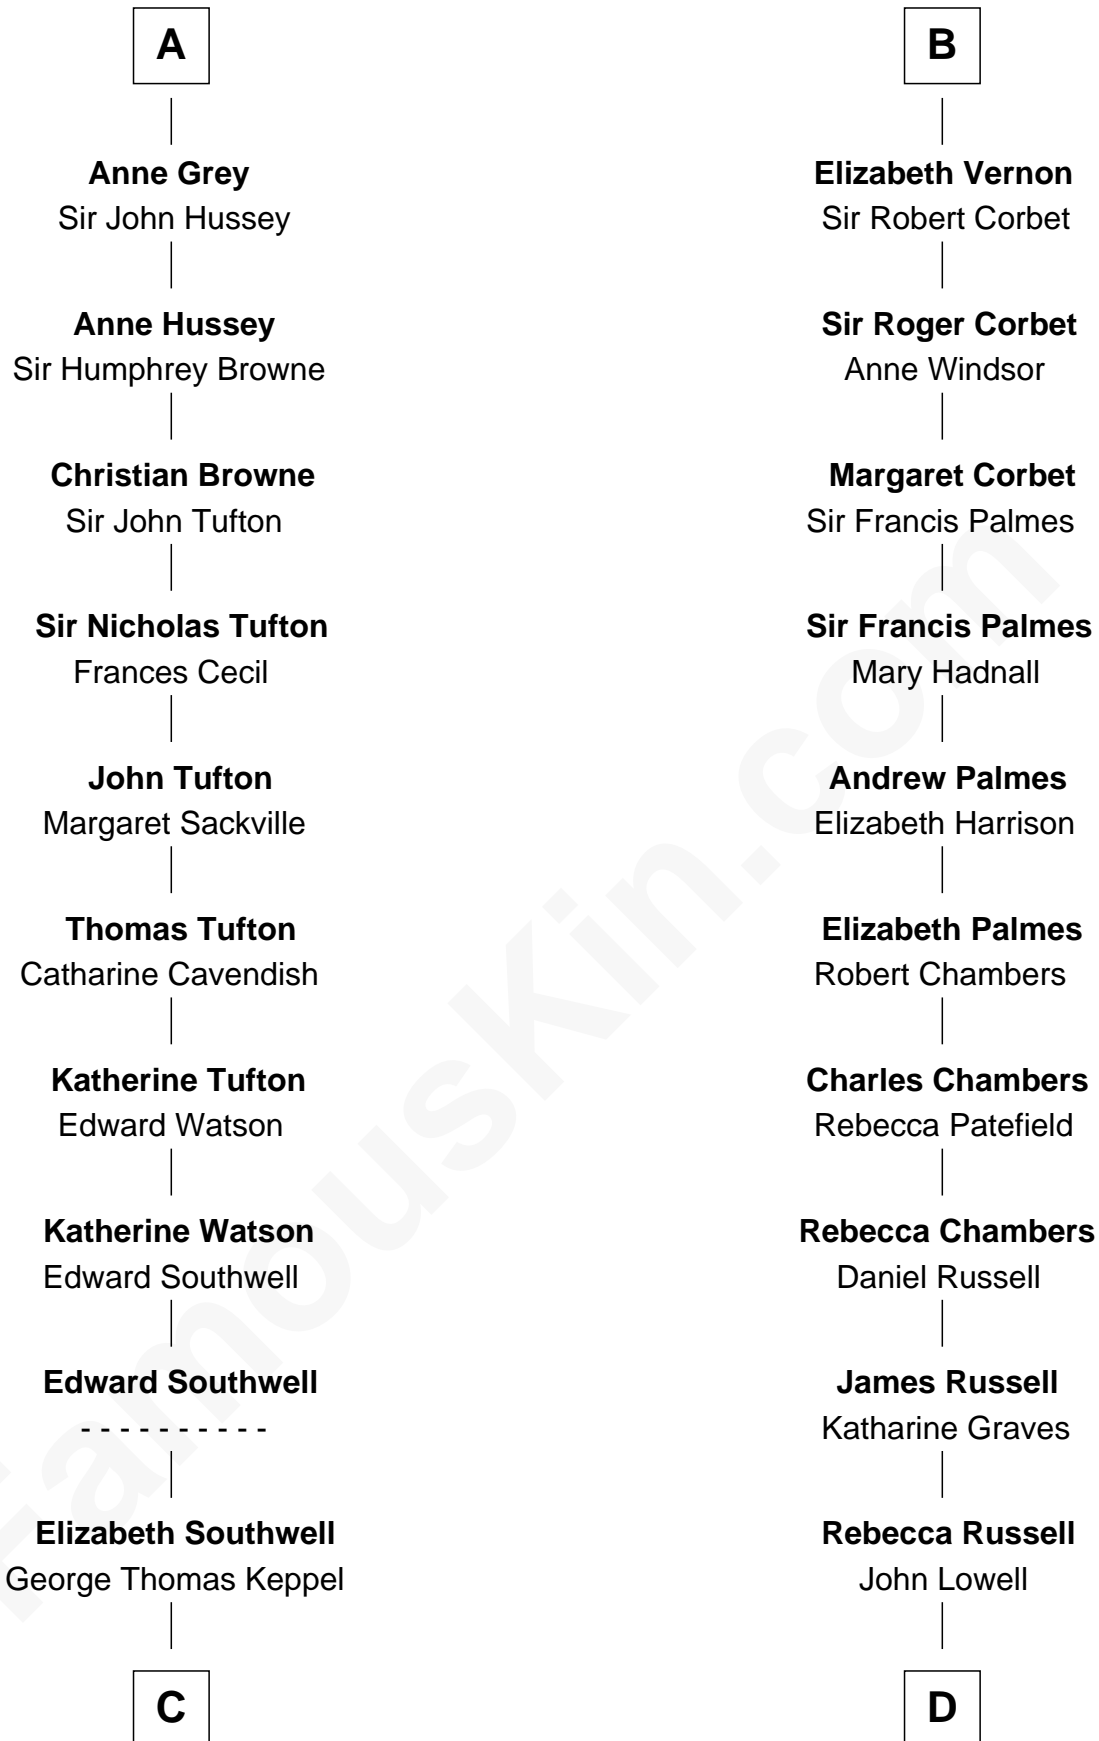 A
Anne Grey
Sir John Hussey
Anne Hussey
Sir Humphrey Browne
Christian Browne
Sir John Tufton
Sir Nicholas Tufton
Frances Cecil
John Tufton
Margaret Sackville
Thomas Tufton
Catharine Cavendish
Katherine Tufton
Edward Watson
Katherine Watson
Edward Southwell
Edward Southwell
- - - - - - - - - -
Elizabeth Southwell
George Thomas Keppel
C
B
Elizabeth Vernon
Sir Robert Corbet
Sir Roger Corbet
Anne Windsor
Margaret Corbet
Sir Francis Palmes
Sir Francis Palmes
Mary Hadnall
Andrew Palmes
Elizabeth Harrison
Elizabeth Palmes
Robert Chambers
Charles Chambers
Rebecca Patefield
Rebecca Chambers
Daniel Russell
James Russell
Katharine Graves
Rebecca Russell
John Lowell
D
FamousKin.com